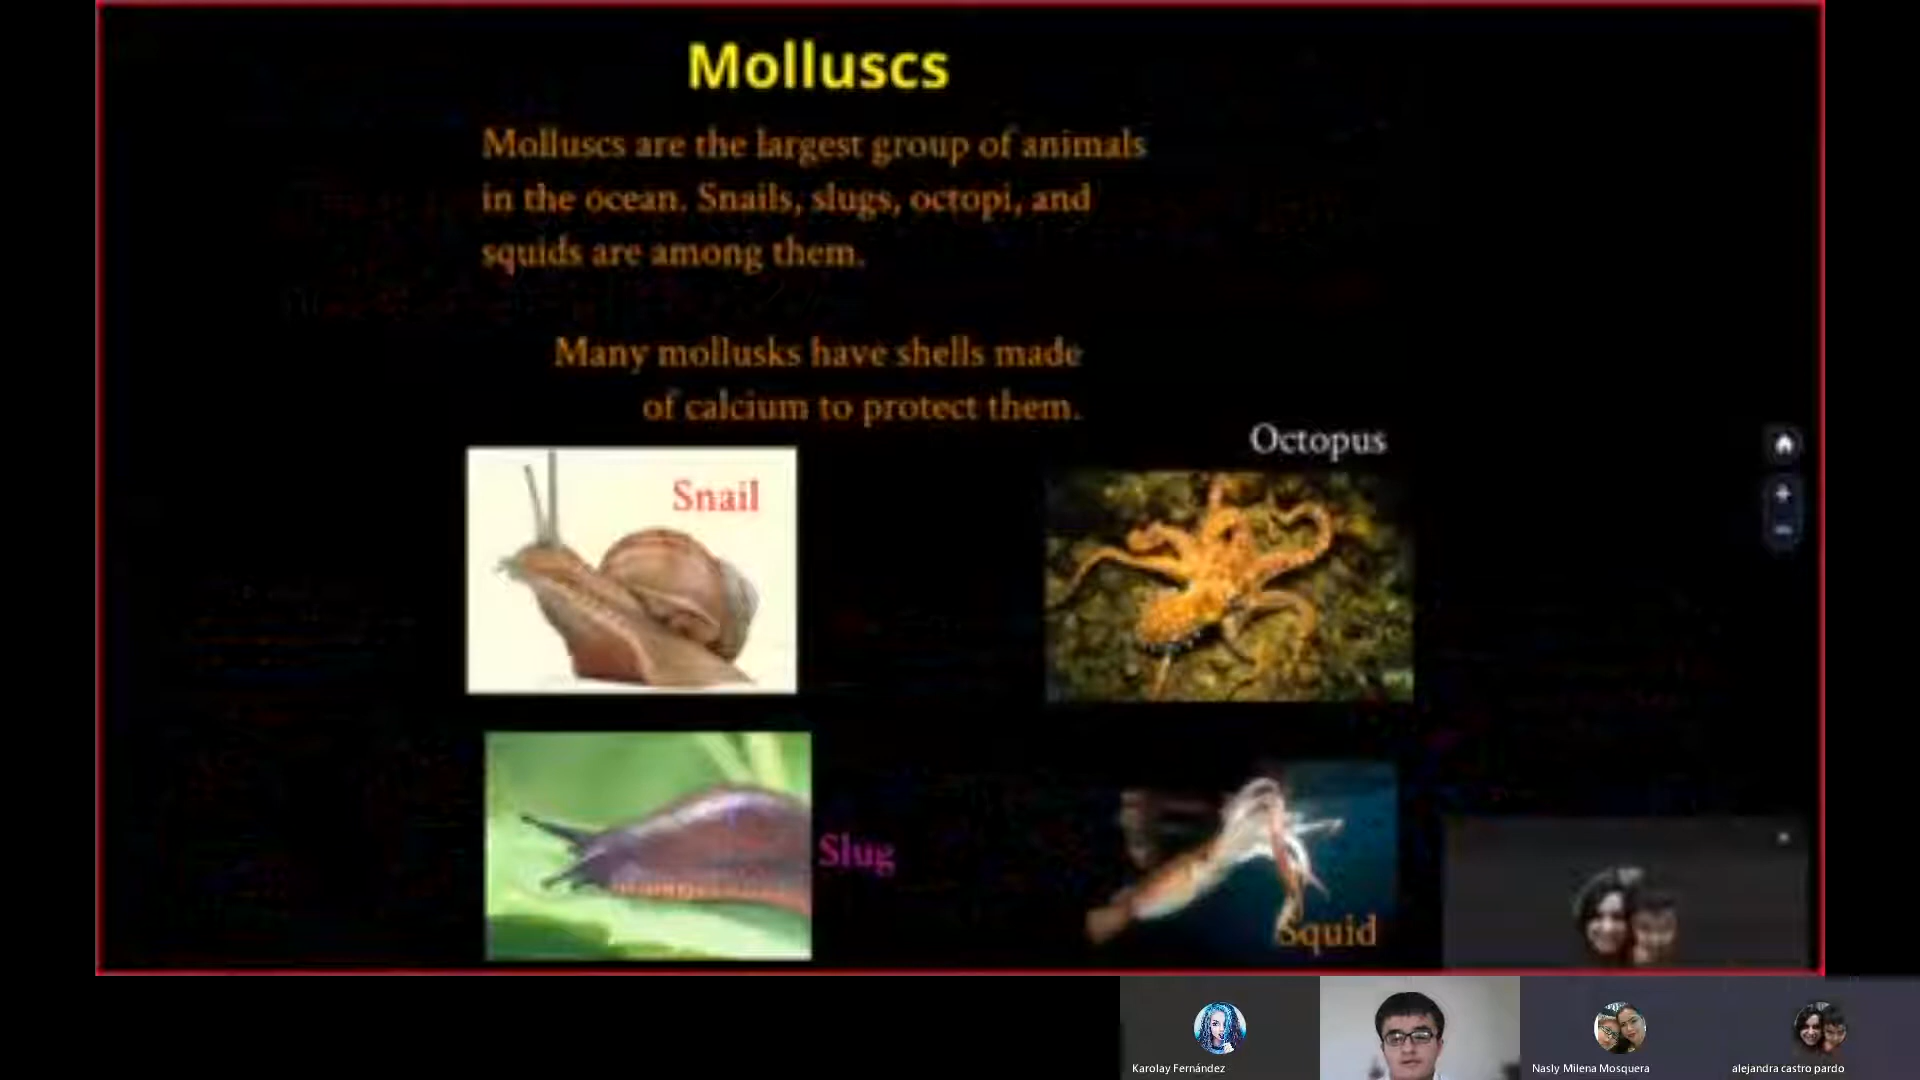 Molluscs
Molluscs are the largest group of animals
in the ocean. Snails, slugs, octopi, and
squids are among them.
Many mollusks have shells made
of calcium to protect them.
Octopus
Snail
Slug
Squid
Karolay Fernández
Nasly Milena Mosquera
alejandra castro pardo